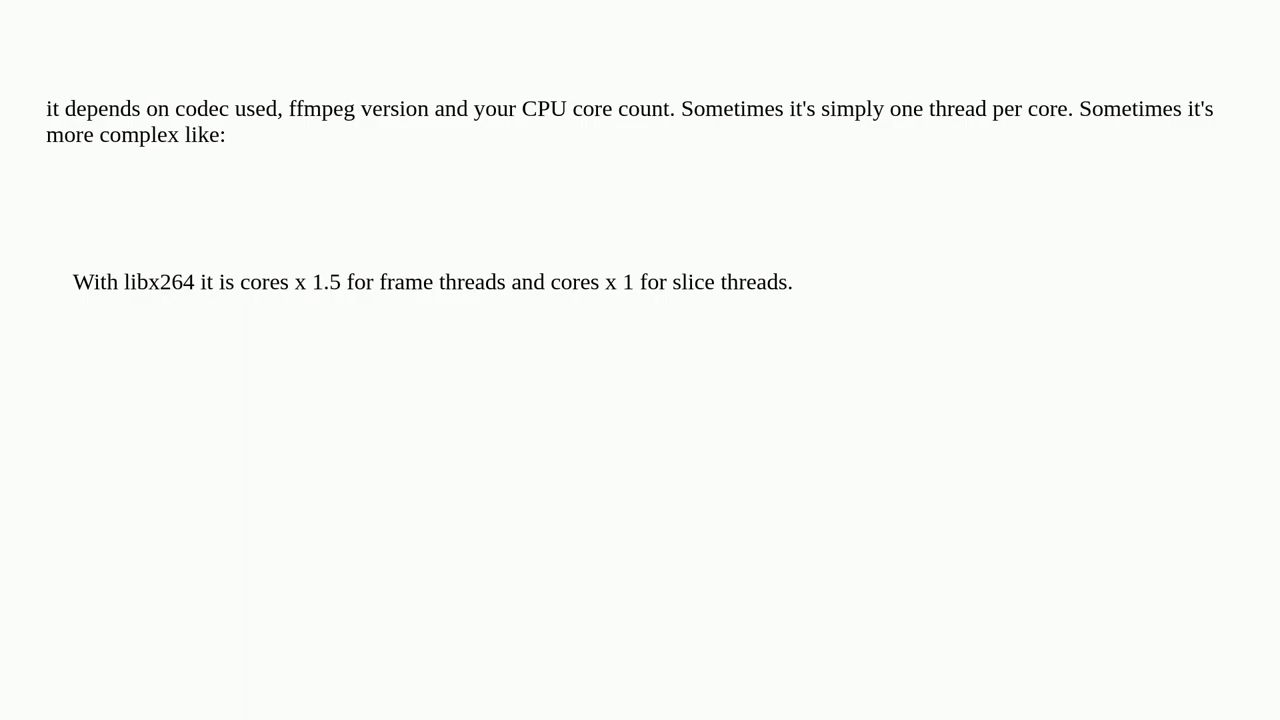 it depends on codec used, ffmpeg version and your CPU core count. Sometimes it's simply one thread per core. Sometimes it's
more complex like:
With libx264 it is cores x 1.5 for frame threads and cores x 1 for slice threads.